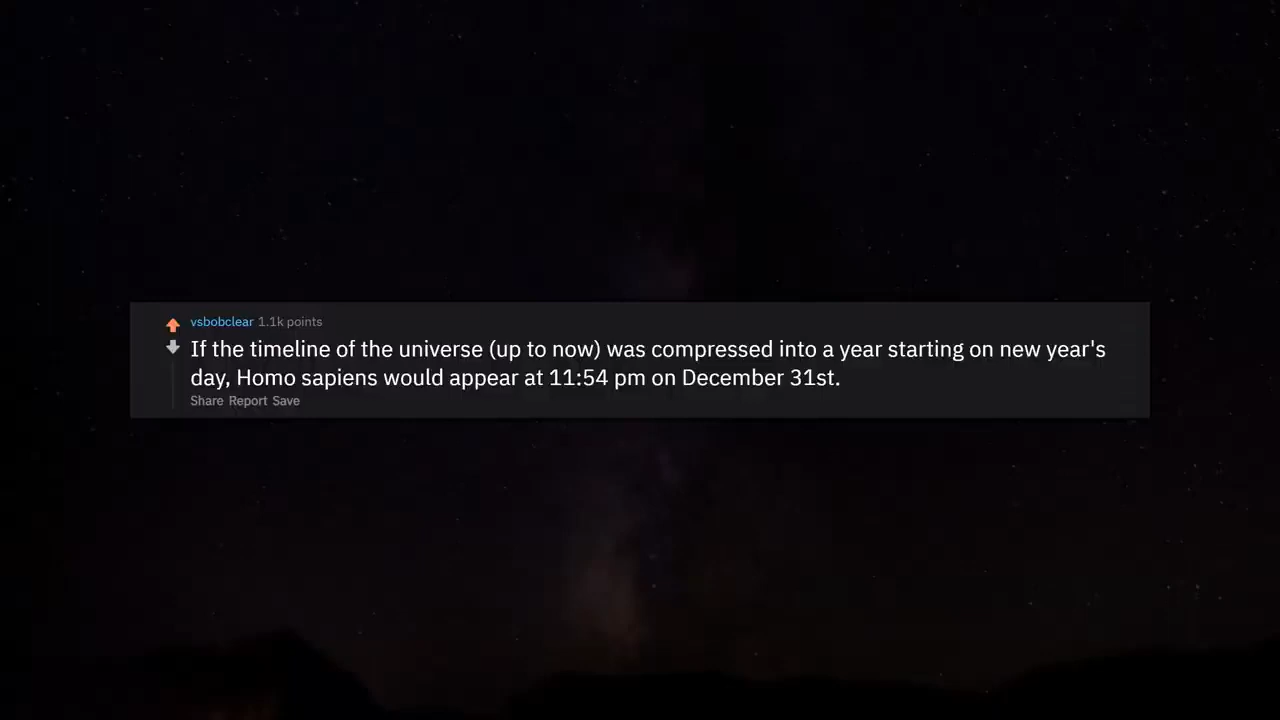 vsbobclear 1.1k points
If the timeline of the universe (up to now) was compressed into a year starting on new year's
day, Homo sapiens would appear at 11:54 pm on December 31st.
Share Report Save